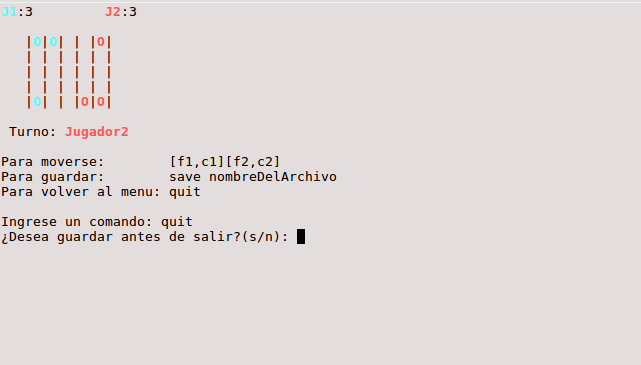 J1:3 J2:3
|O|O| | |O|
| | | | | |
| | | | | |
| | | | | |
|O| | |O|O|
Turno: Jugador2
Para moverse: [f1,c1][f2,c2]
Para guardar: save nombreDelArchivo
Para volver al menu: quit
Ingrese un comando: quit
¿Desea guardar antes de salir?(s/n):